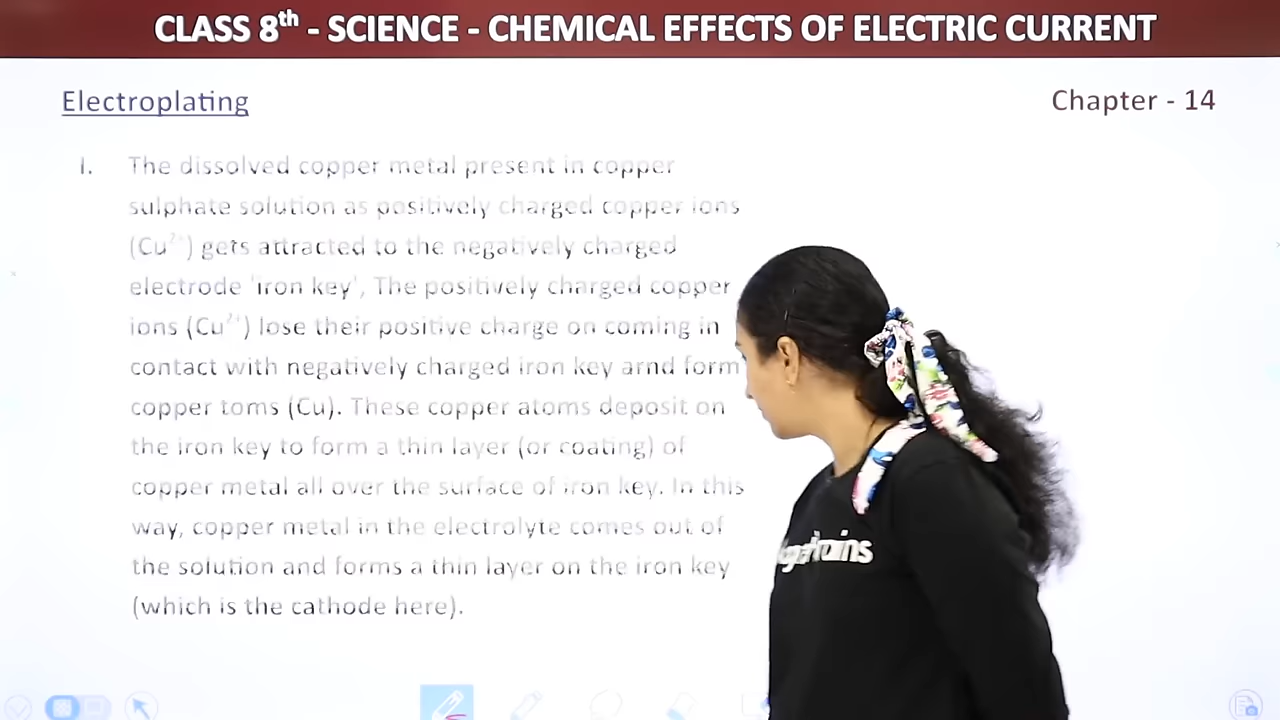 CLASS 8th - SCIENCE - CHEMICAL EFFECTS OF ELECTRIC CURRENT
Electroplating
Chapter - 14
I. The dissolved copper metal present in copper
sulphate solution as positively charged copper ions
(Cu²⁺) gets attracted to the negatively charged
electrode 'iron key', The positively charged copper
ions (Cu²⁺) lose their positive charge on coming in
contact with negatively charged iron key arnd form
copper toms (Cu). These copper atoms deposit on
the iron key to form a thin layer (or coating) of
copper metal all over the surface of iron key. In this
way, copper metal in the electrolyte comes out of
the solution and forms a thin layer on the iron key
(which is the cathode here).